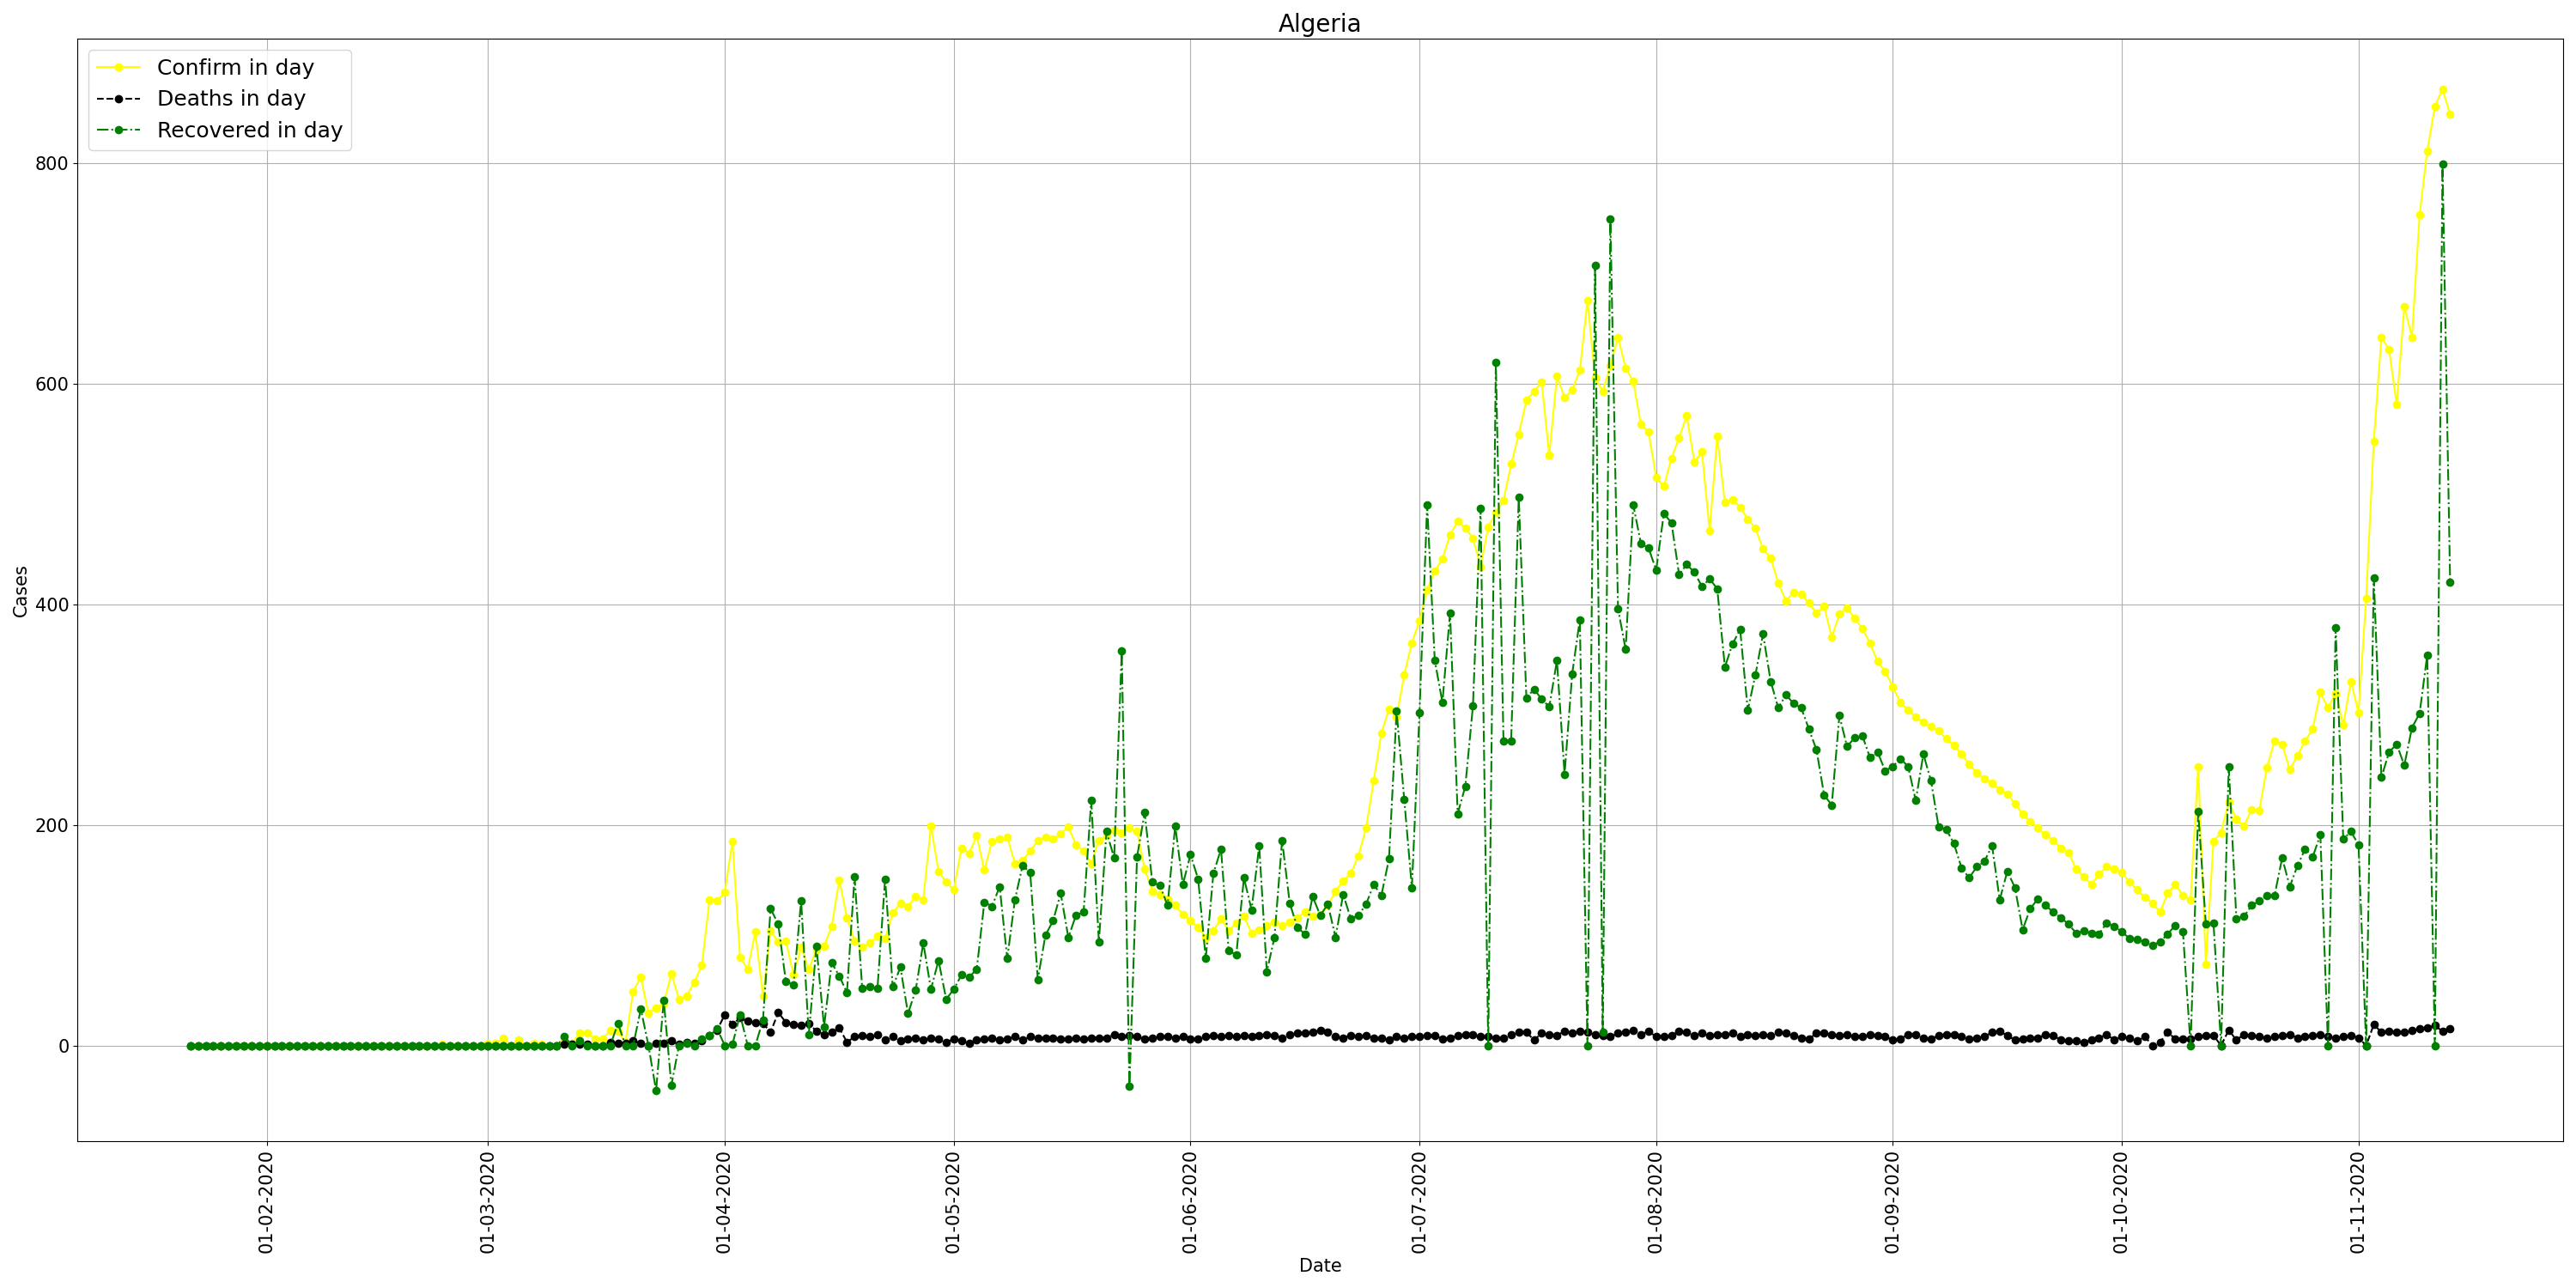 Algeria
Confirm in day
Deaths in day
Recovered in day
800
600
400
200
0
Cases
01-02-2020
01-03-2020
01-04-2020
01-05-2020
01-06-2020
01-07-2020
01-08-2020
01-09-2020
01-10-2020
01-11-2020
Date